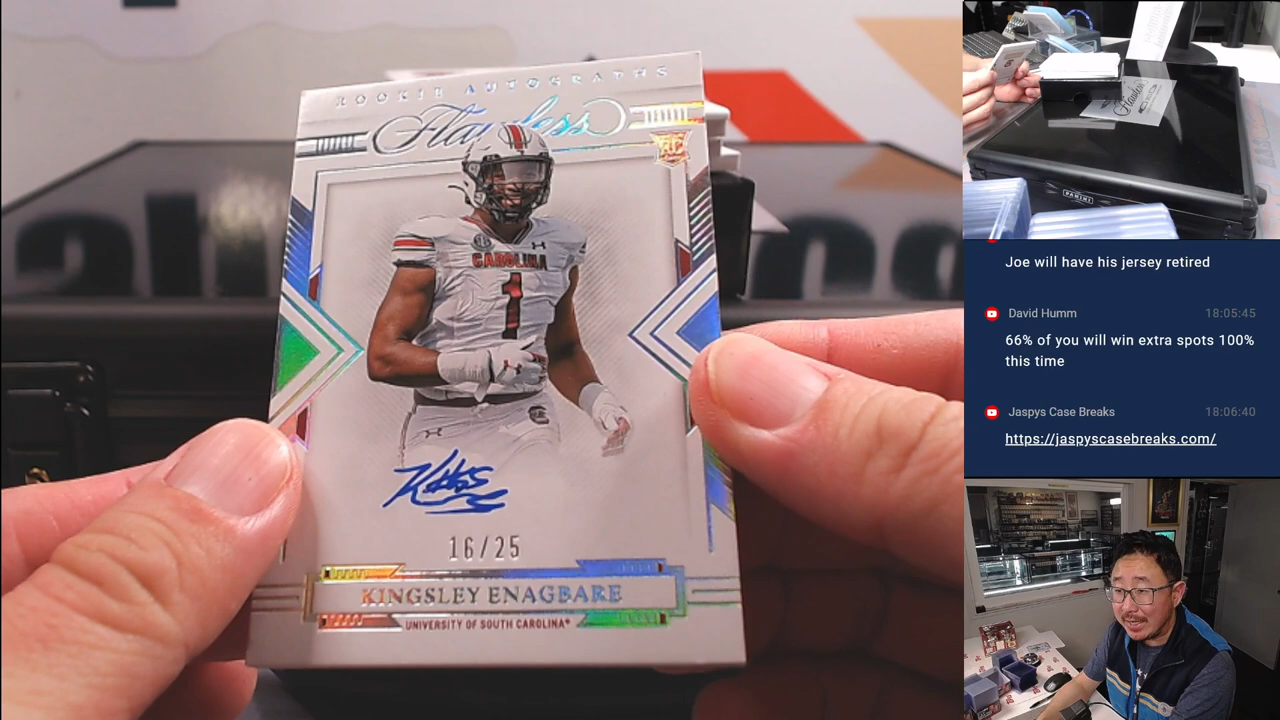 ROOKIE AUTOGRAPHS
Flawless
RC
CAROLINA
1
16/25
KINGSLEY ENAGBARE
UNIVERSITY OF SOUTH CAROLINA
Flawless
PANINI
Joe will have his jersey retired
David Humm 18:05:45
66% of you will win extra spots 100%
this time
Jaspys Case Breaks 18:06:40
https://jaspyscasebreaks.com/